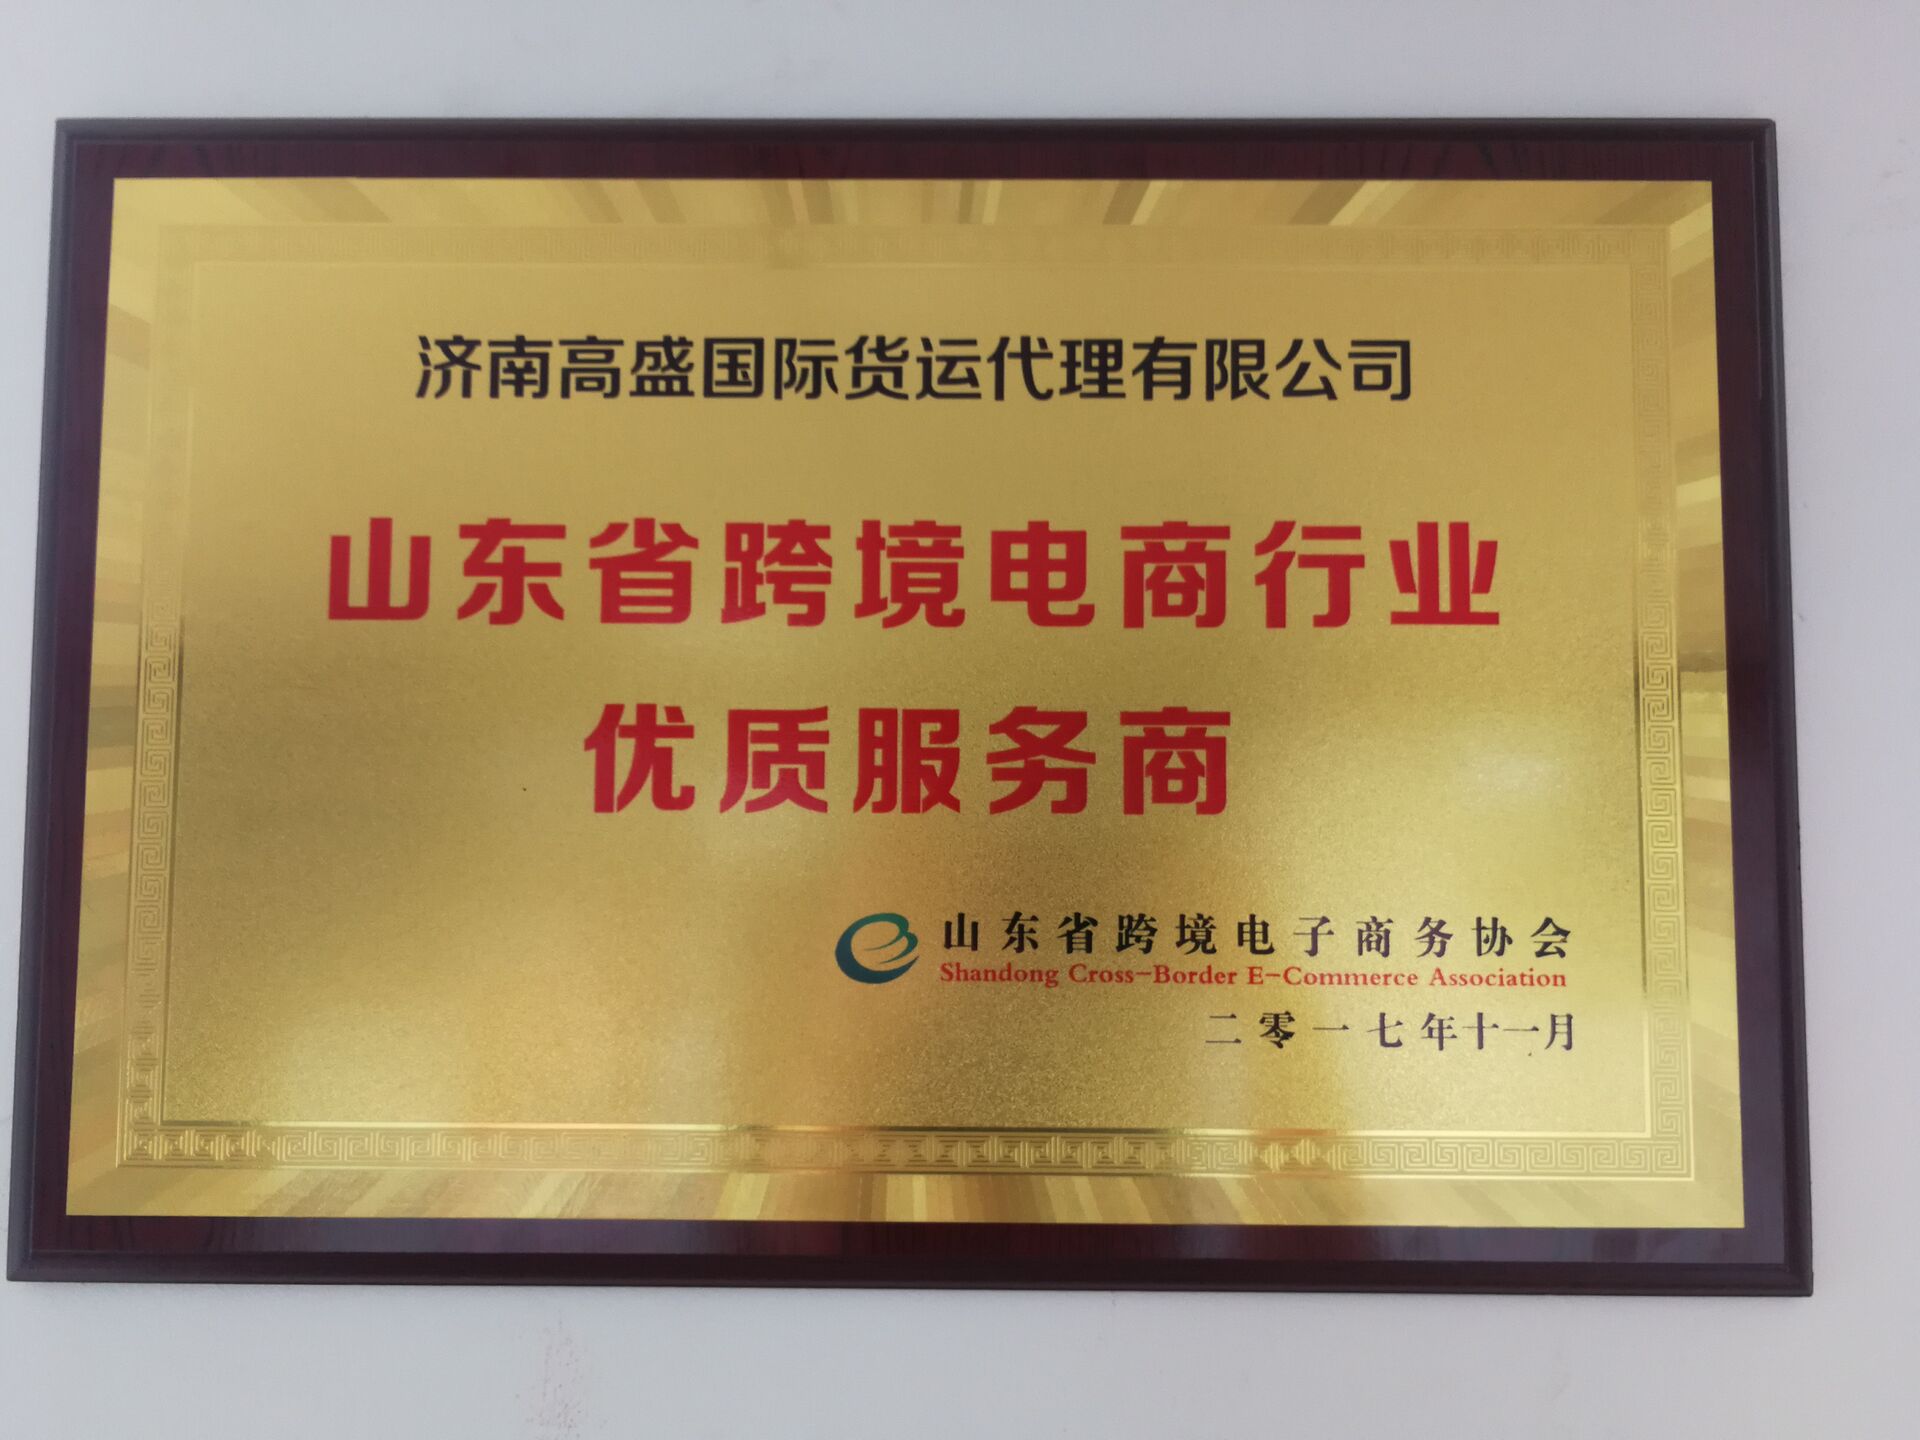 济南高盛国际货运代理有限公司
山东省跨境电商行业
优质服务商
山东省跨境电子商务协会
Shandong Cross-Border E-Commerce Association
二零一七年十一月